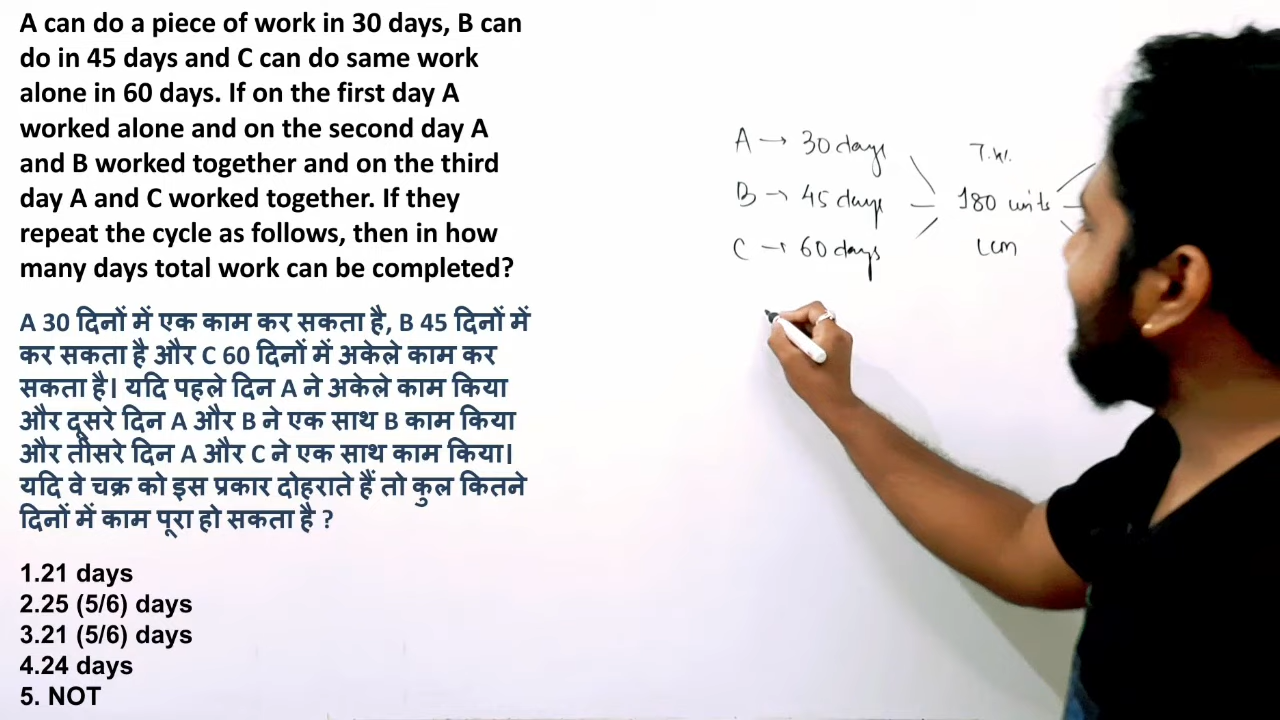 A can do a piece of work in 30 days, B can
do in 45 days and C can do same work
alone in 60 days. If on the first day A
worked alone and on the second day A
and B worked together and on the third
day A and C worked together. If they
repeat the cycle as follows, then in how
many days total work can be completed?
A 30 दिनों में एक काम कर सकता है, B 45 दिनों में
कर सकता है और C 60 दिनों में अकेले काम कर
सकता है। यदि पहले दिन A ने अकेले काम किया
और दूसरे दिन A और B ने एक साथ B काम किया
और तीसरे दिन A और C ने एक साथ काम किया।
यदि वे चक्र को इस प्रकार दोहराते हैं तो कुल कितने
दिनों में काम पूरा हो सकता है ?
1.21 days
2.25 (5/6) days
3.21 (5/6) days
4.24 days
5. NOT
A → 30 days
B → 45 days
C → 60 days
T.W.
180 units
LCM